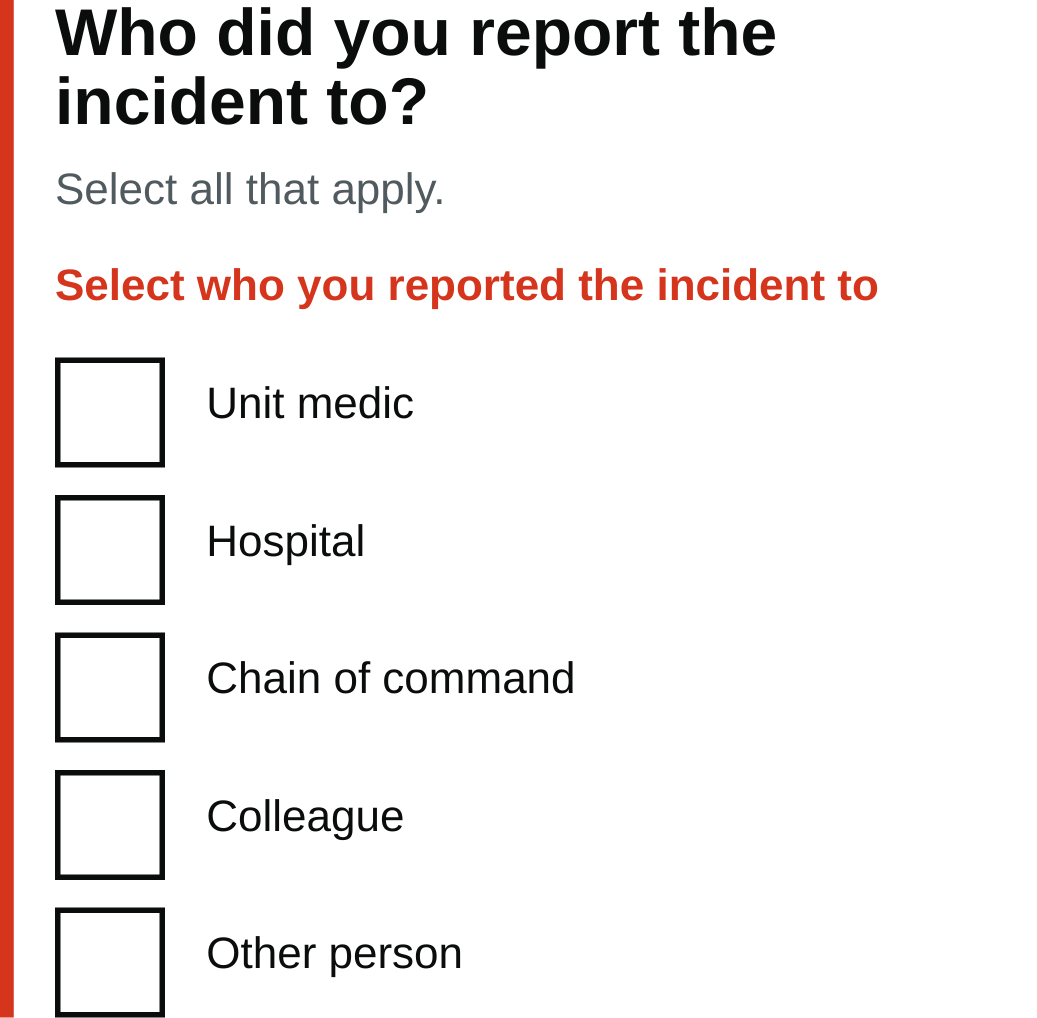 Who did you report the
incident to?
Select all that apply.
Select who you reported the incident to
Unit medic
Hospital
Chain of command
Colleague
Other person